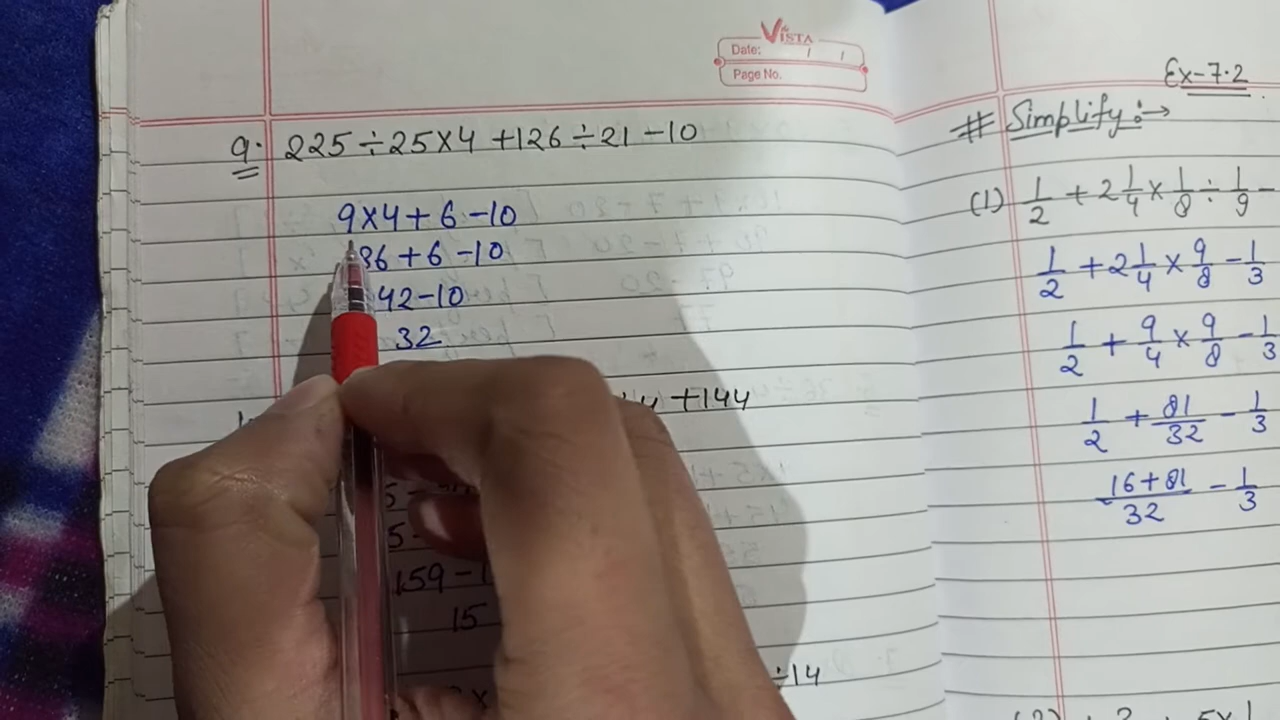 the VISTA
Date: / /
Page No.
9. 225÷25×4 +126÷21-10
9×4+6-10
36+6-10
42-10
32
+144
159-1
15
÷14
Ex-7.2
# Simplify:→
(1) 1/2 + 2 1/4 × 1/8 ÷ 1/9 -
1/2 + 2 1/4 × 9/8 - 1/3
1/2 + 9/4 × 9/8 - 1/3
1/2 + 81/32 - 1/3
16+81/32 - 1/3